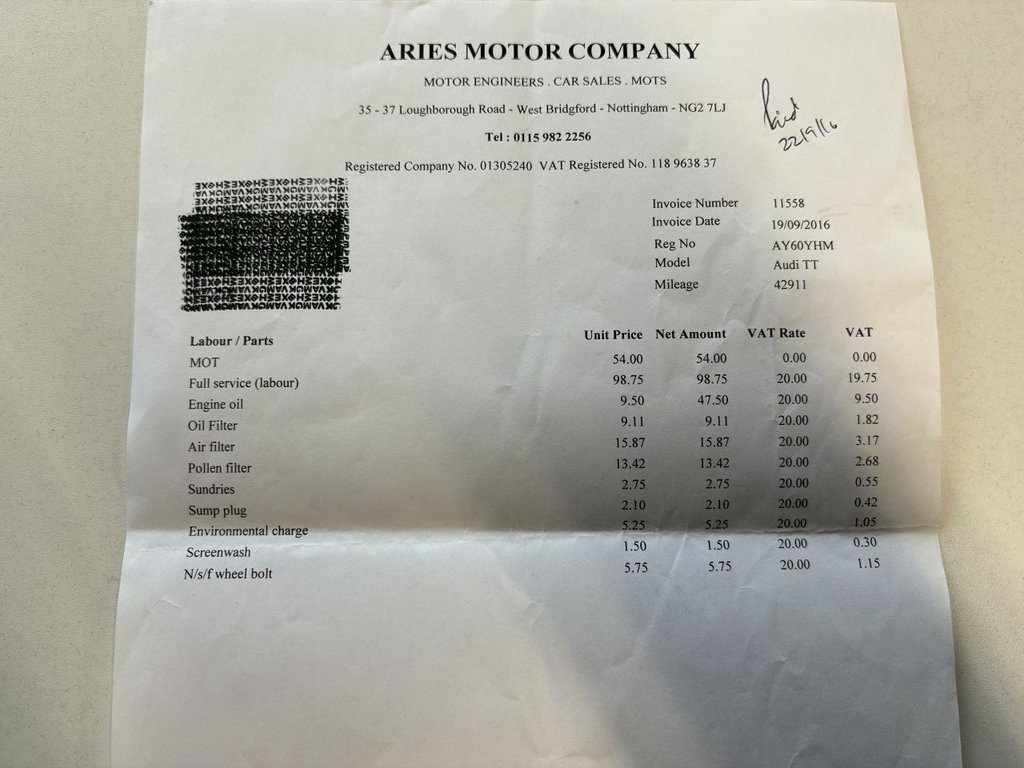 ARIES MOTOR COMPANY
MOTOR ENGINEERS . CAR SALES . MOTS
35 - 37 Loughborough Road - West Bridgford - Nottingham - NG2 7LJ
Tel : 0115 982 2256
Registered Company No. 01305240 VAT Registered No. 118 9638 37
Paid
22/9/16
Invoice Number 11558
Invoice Date 19/09/2016
Reg No AY60YHM
Model Audi TT
Mileage 42911
Labour / Parts Unit Price Net Amount VAT Rate VAT
MOT 54.00 54.00 0.00 0.00
Full service (labour) 98.75 98.75 20.00 19.75
Engine oil 9.50 47.50 20.00 9.50
Oil Filter 9.11 9.11 20.00 1.82
Air filter 15.87 15.87 20.00 3.17
Pollen filter 13.42 13.42 20.00 2.68
Sundries 2.75 2.75 20.00 0.55
Sump plug 2.10 2.10 20.00 0.42
Environmental charge 5.25 5.25 20.00 1.05
Screenwash 1.50 1.50 20.00 0.30
N/s/f wheel bolt 5.75 5.75 20.00 1.15